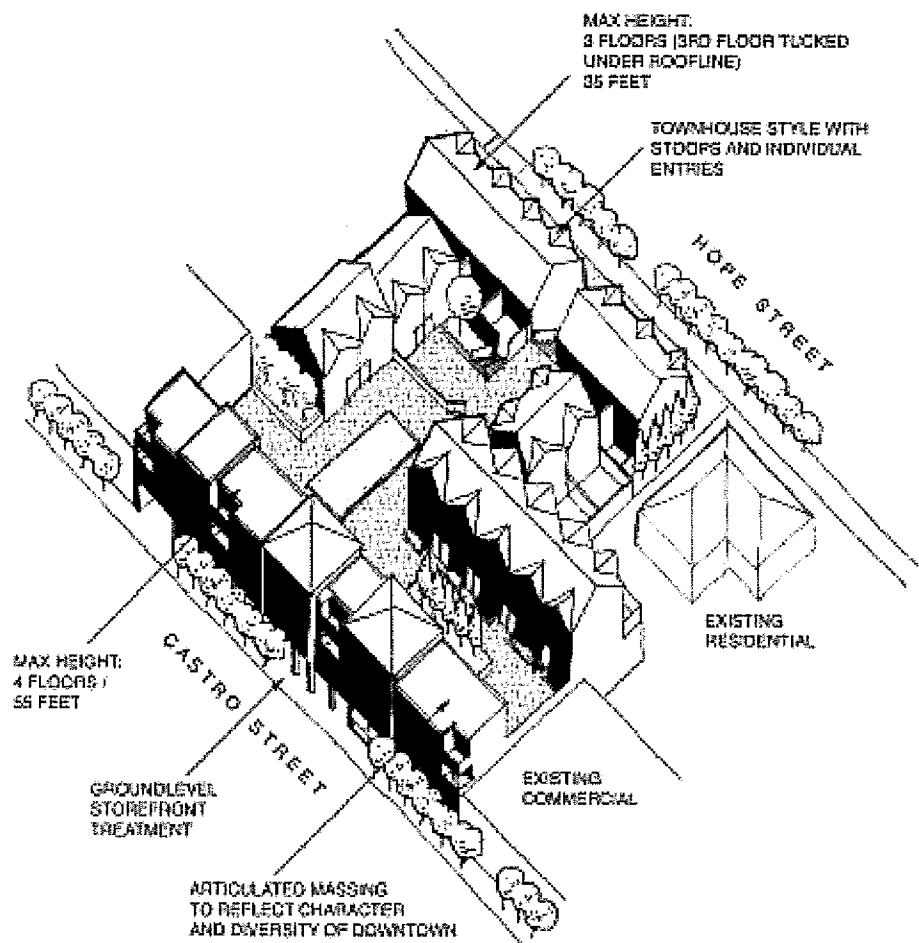 MAX HEIGHT:
3 FLOORS (3RD FLOOR TUCKED
UNDER ROOFLINE)
35 FEET
TOWNHOUSE STYLE WITH
STOOPS AND INDIVIDUAL
ENTRIES
HOPE STREET
EXISTING
RESIDENTIAL
MAX HEIGHT:
4 FLOORS /
55 FEET
CASTRO STREET
GROUNDLEVEL
STOREFRONT
TREATMENT
EXISTING
COMMERCIAL
ARTICULATED MASSING
TO REFLECT CHARACTER
AND DIVERSITY OF DOWNTOWN